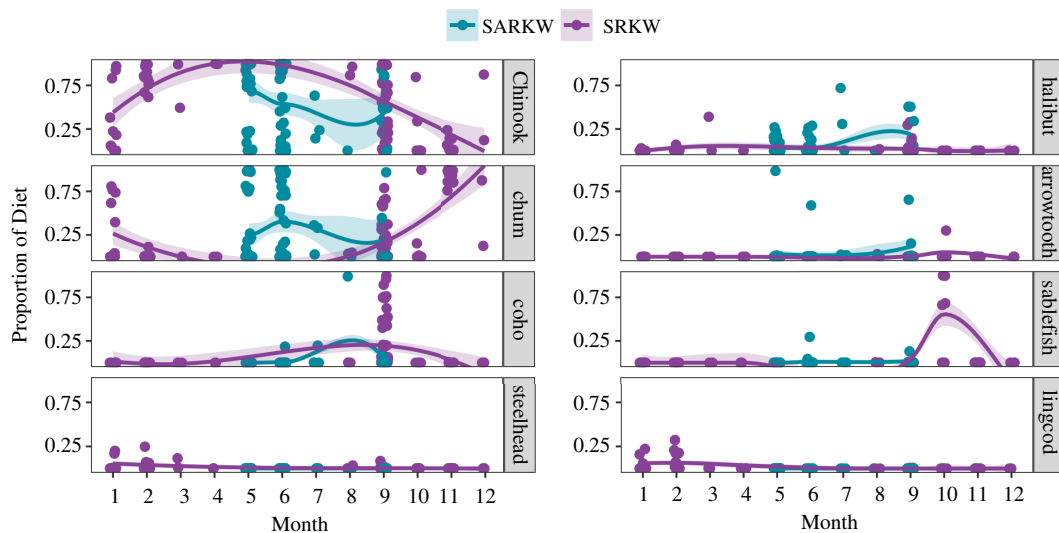 SARKW SRKW
Proportion of Diet
0.75
0.25
Chinook
0.75
0.25
chum
0.75
0.25
coho
0.75
0.25
steelhead
1 2 3 4 5 6 7 8 9 10 11 12
Month
0.75
0.25
halibut
0.75
0.25
arrowtooth
0.75
0.25
sablefish
0.75
0.25
lingcod
1 2 3 4 5 6 7 8 9 10 11 12
Month